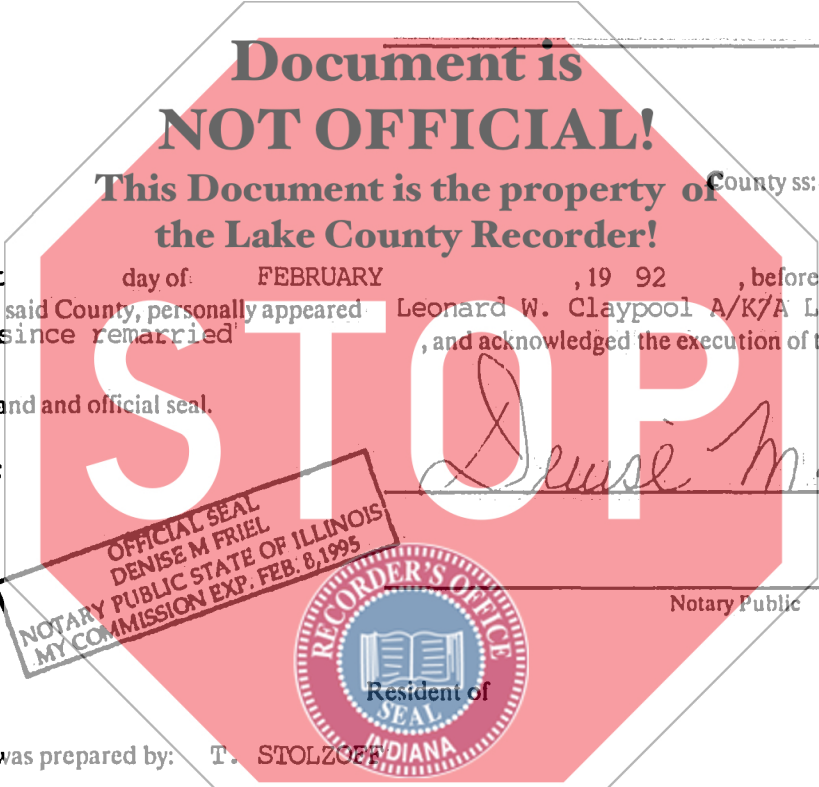 Document is
NOT OFFICIAL!
This Document is the property of
the Lake County Recorder!
County ss:
day of FEBRUARY , 19 92 , before
said County, personally appeared Leonard W. Claypool A/K/A L
since remarried , and acknowledged the execution of t
and and official seal.
STOP
Denise M
OFFICIAL SEAL
DENISE M FRIEL
NOTARY PUBLIC STATE OF ILLINOIS
MY COMMISSION EXP. FEB. 8,1995
Notary Public
RECORDER'S OFFICE
Resident of
SEAL
INDIANA
was prepared by: T. STOLZOFF